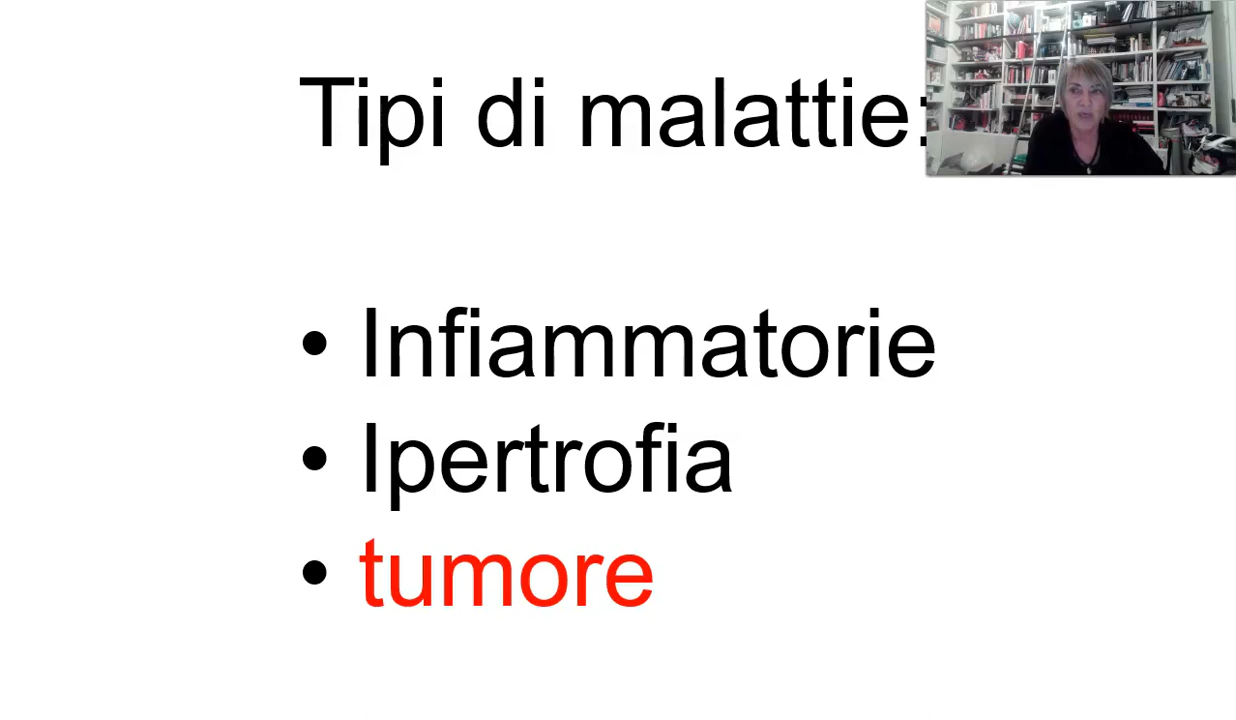 Tipi di malattie:
• Infiammatorie
• Ipertrofia
• tumore